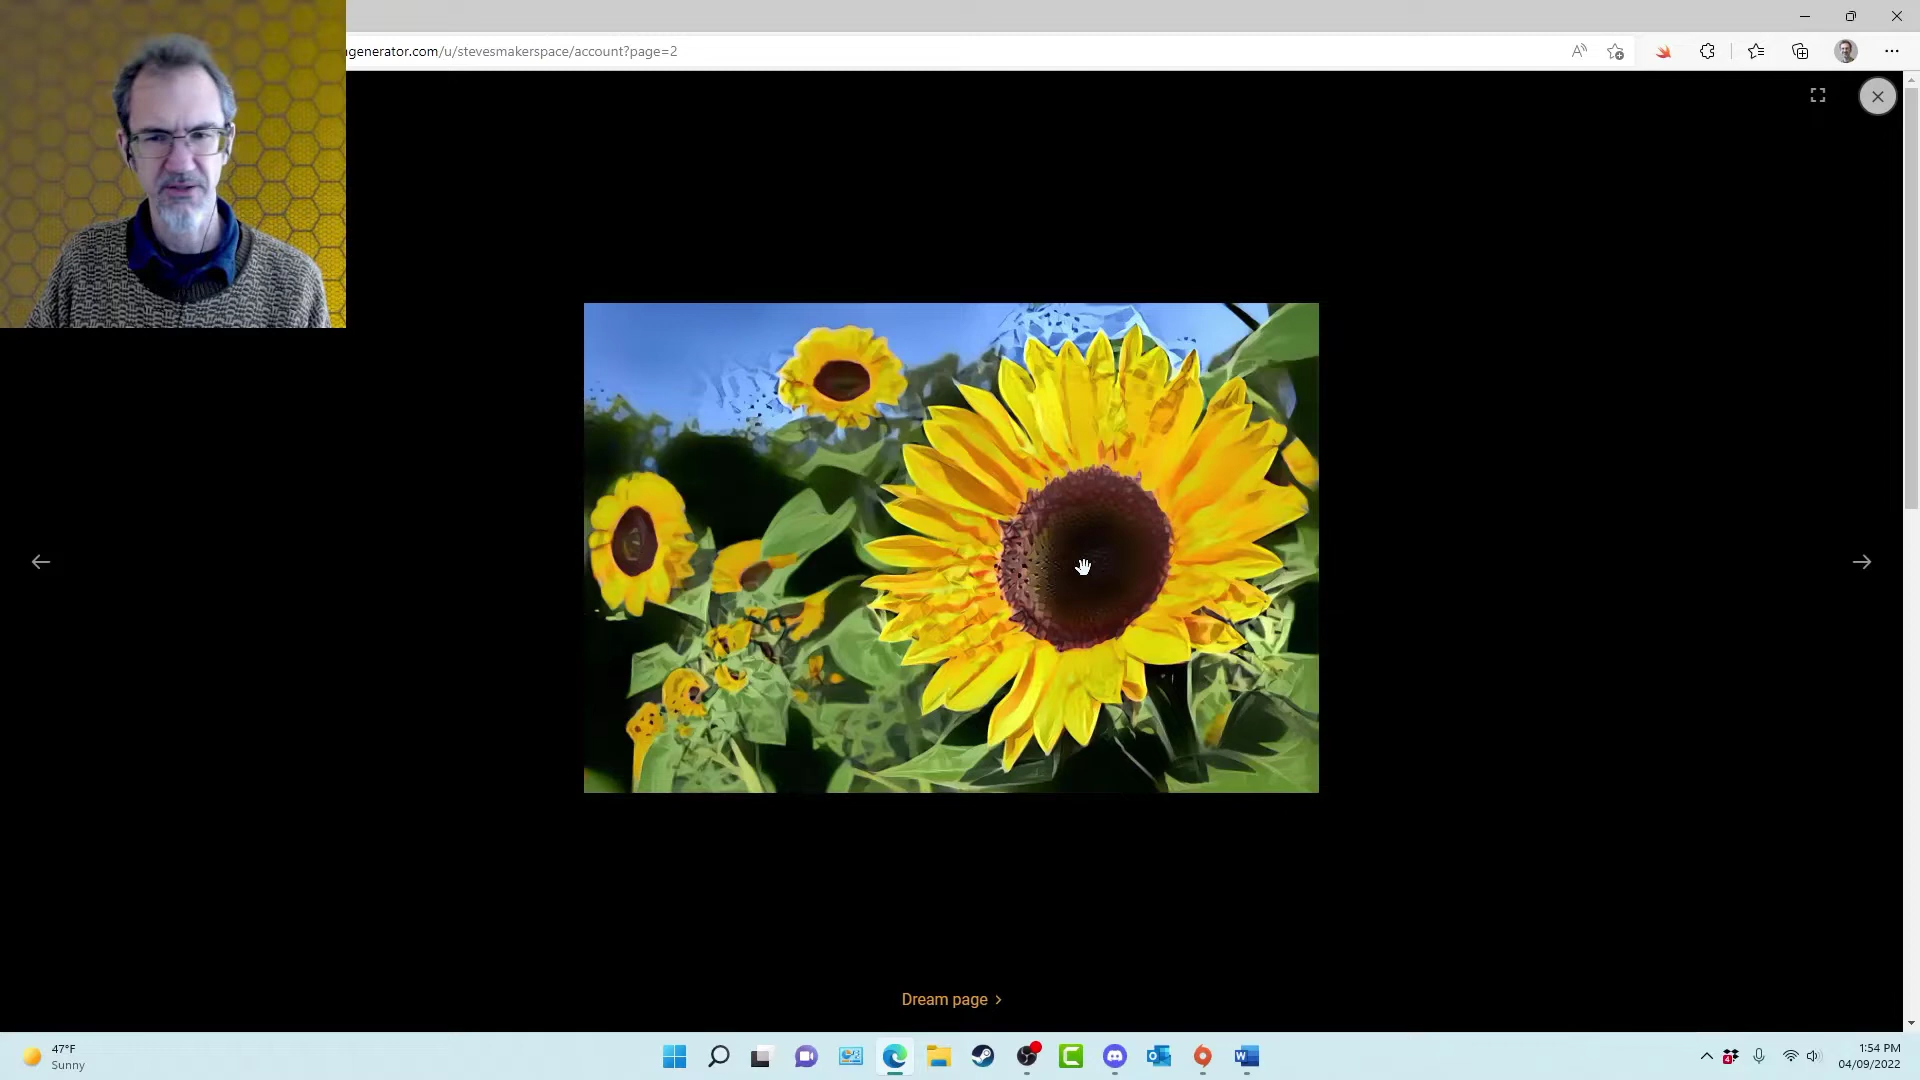 generator.com/u/stevesmakerspace/account?page=2
Dream page
47°F
Sunny
1:54 PM
04/09/2022